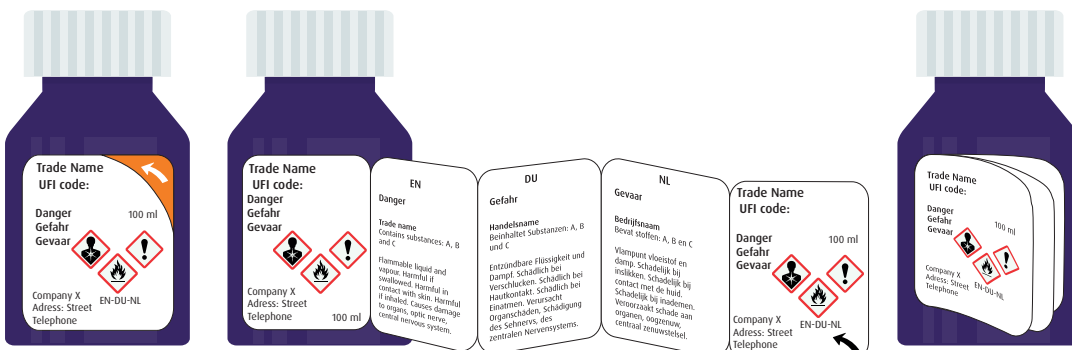 Trade Name
UFI code:
Danger
100 ml
Gefahr
Gevaar
Company X
Adress: Street
Telephone
EN-DU-NL
Trade Name
UFI code:
Danger
Gefahr
Gevaar
Company X
Adress: Street
Telephone
100 ml
EN
Danger
Trade name
Contains substances: A, B
and C
Flammable liquid and
vapour. Harmful if
swallowed. Harmful in
contact with skin. Harmful
if inhaled. Causes damage
to organs, optic nerve,
central nervous system.
DU
Gefahr
Handelsname
Beinhaltet Substanzen: A, B
und C
Entzündbare Flüssigkeit und
Dampf. Schädlich bei
Verschlucken. Schädlich bei
Hautkontakt. Schädlich bei
Einatmen. Verursacht
Organschäden, Schädigung
des Sehnervs, des
zentralen Nervensystems.
NL
Gevaar
Bedrijfsnaam
Bevat stoffen: A, B en C
Vlampunt vloeistof en
damp. Schadelijk bij
inslikken. Schadelijk bij
contact met de huid.
Schadelijk bij inademen.
Veroorzaakt schade aan
organen, oogzenuw,
centraal zenuwstelsel.
Trade Name
UFI code:
Danger
100 ml
Gefahr
Gevaar
Company X
Adress: Street
Telephone
EN-DU-NL
Trade Name
UFI code:
Danger
100 ml
Gefahr
Gevaar
Company X
Adress: Street
Telephone
EN-DU-NL